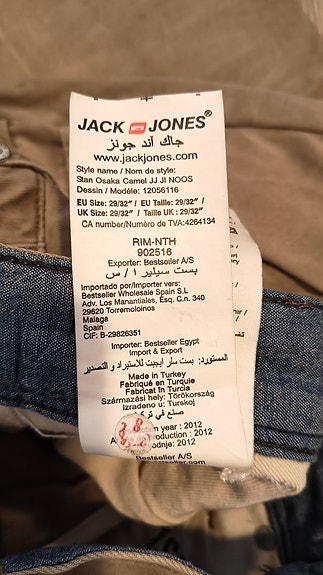 JACK JONES®
جاك آند جونز
www.jackjones.com
Style name / Nom de style:
Stan Osaka Camel JJ JI NOOS
Dessin / Modèle: 12056116
EU Size: 29/32" / EU Taille: 29/32" /
UK Size: 29/32" / Taille UK : 29/32"
CA number/Numéro de TVA:4264134
RIM-NTH
902516
Exporter: Bestseller A/S
بست سيلير ا / س
Importado por/Importer vers:
Bestseller Wholesale Spain S.L
Adv. Los Manantiales, Esq. C.n. 340
29620 Torremolinos
Malaga
Spain
CIF: B-29826351
Importer: Bestseller Egypt
Import & Export
المستورد: بست سلر ايجبت للاستيراد و التصدير
Made in Turkey
Fabriqué en Turquie
Fabricat în Turcia
Származási hely: Törökország
Izradeno u: Turskoj
صنع في
year : 2012
roduction : 2012
odnje: 2012
Bestseller A/S
bestseller.com